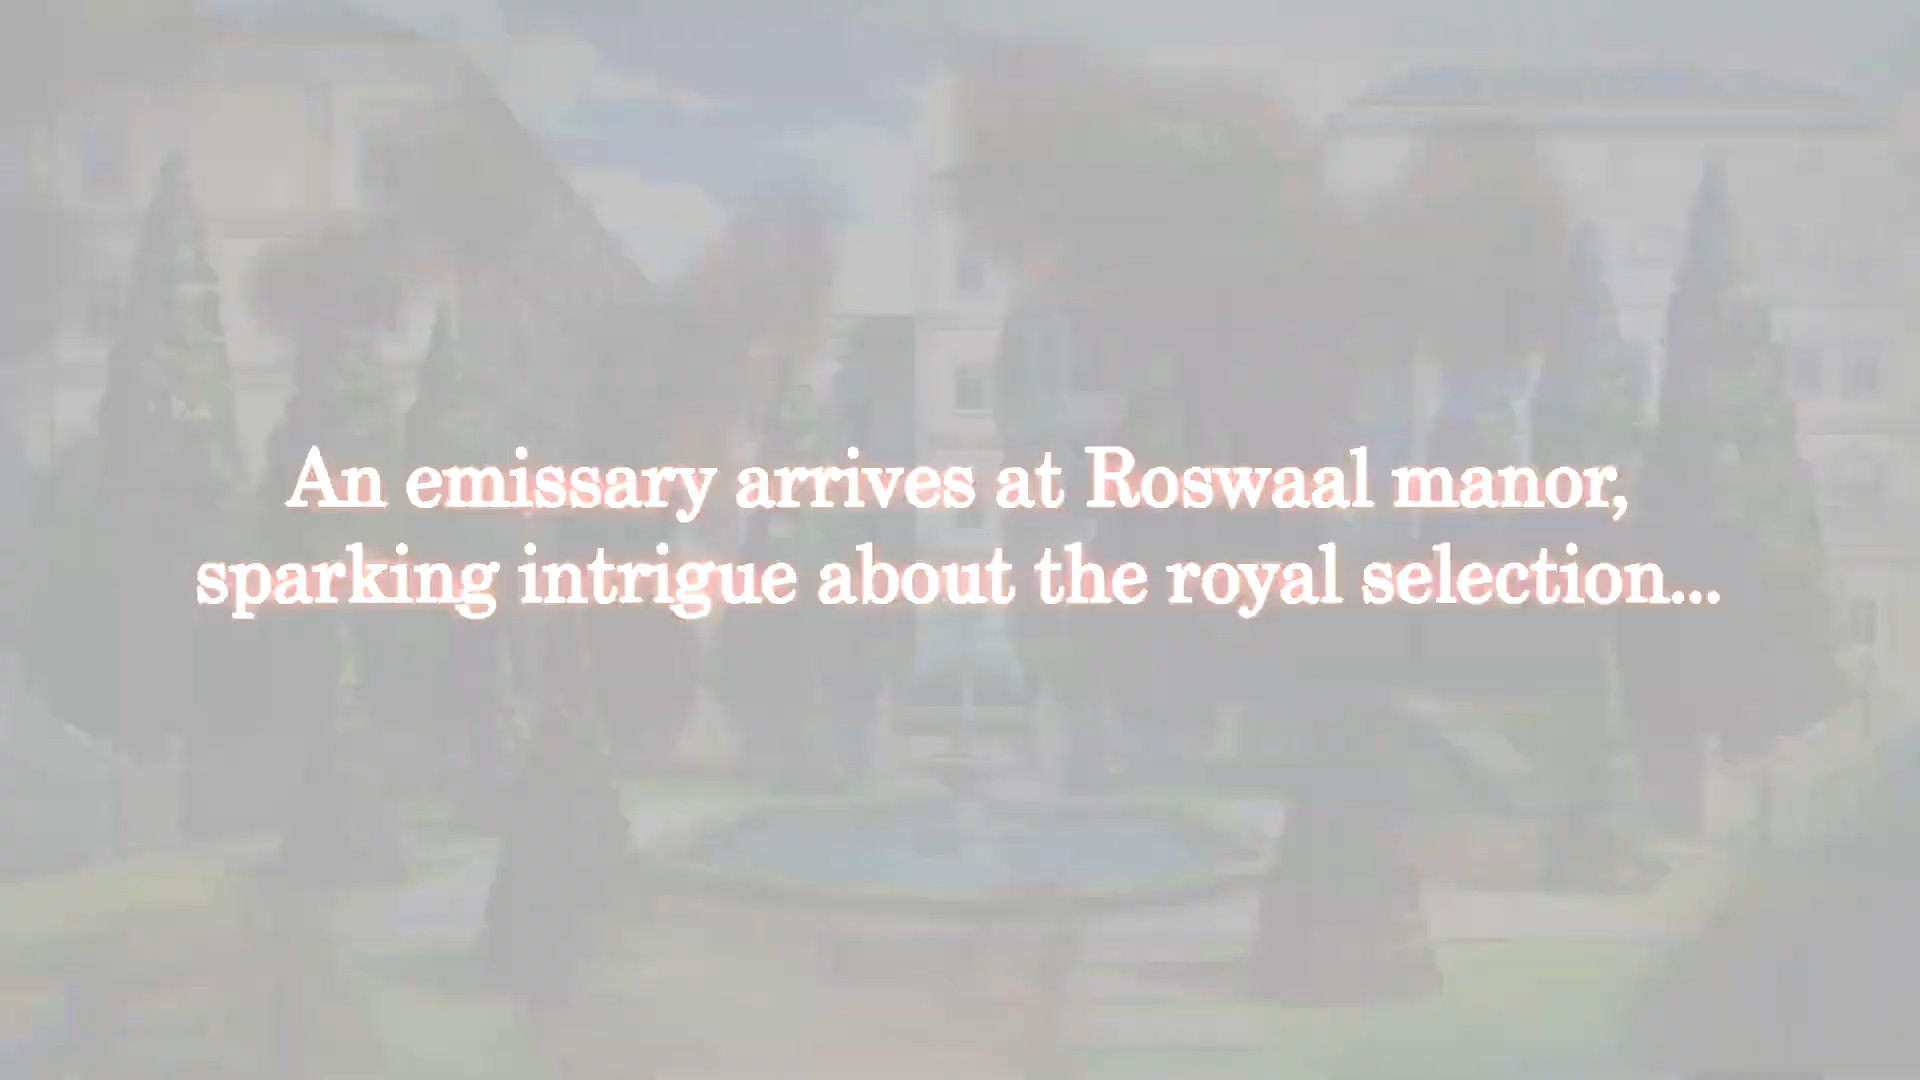 An emissary arrives at Roswaal manor,
sparking intrigue about the royal selection...